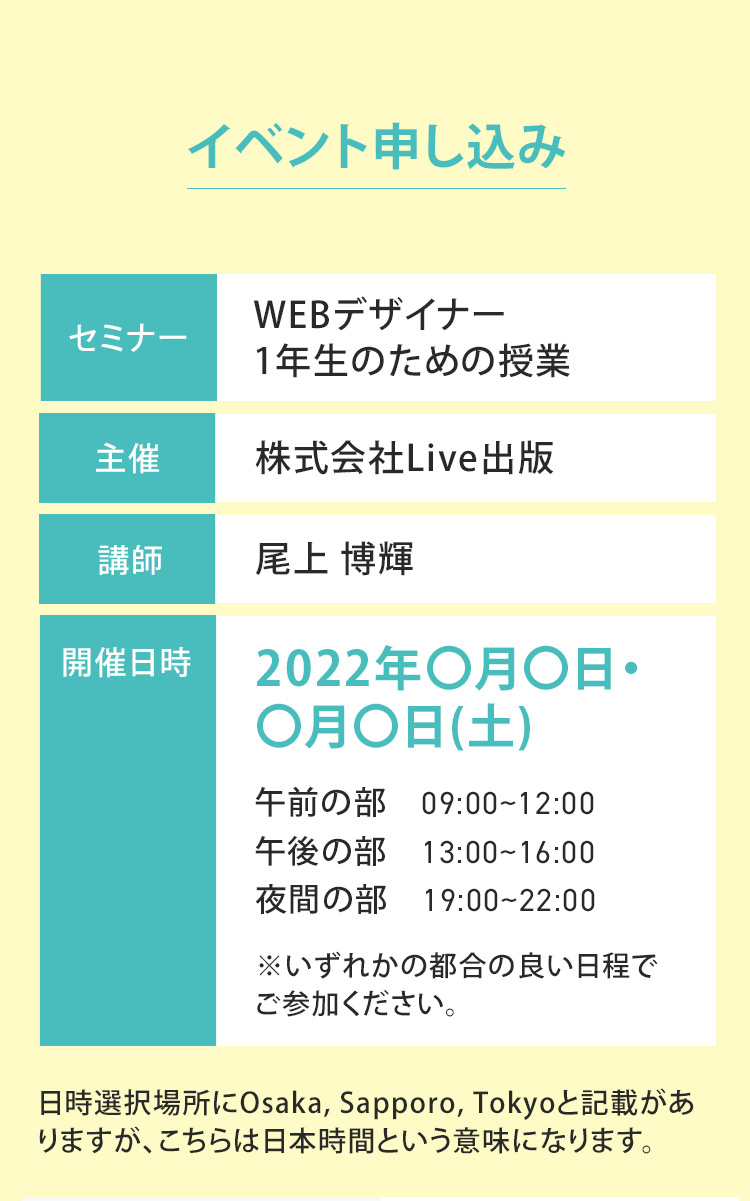 イベント申し込み
セミナー
WEBデザイナー
1年生のための授業
主催
株式会社Live出版
講師
尾上 博輝
開催日時
2022年〇月〇日・
〇月〇日(土)
午前の部 09:00~12:00
午後の部 13:00~16:00
夜間の部 19:00~22:00
※いずれかの都合の良い日程で
ご参加ください。
日時選択場所にOsaka, Sapporo, Tokyoと記載があ
りますが、こちらは日本時間という意味になります。